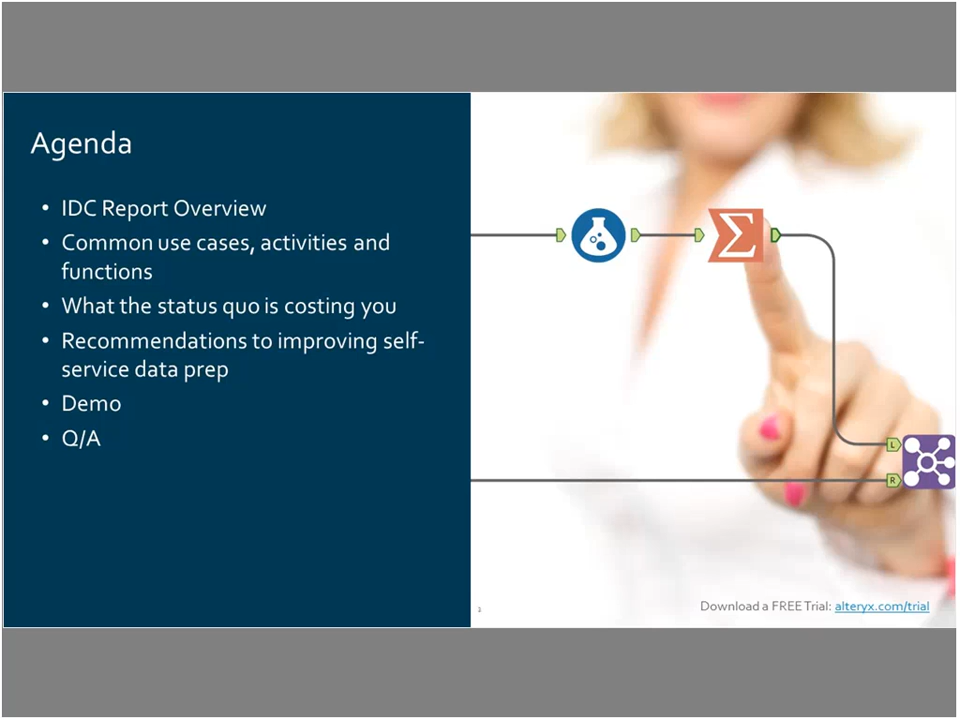 Agenda
• IDC Report Overview
• Common use cases, activities and
functions
• What the status quo is costing you
• Recommendations to improving self-
service data prep
• Demo
• Q/A
Σ
L
R
Download a FREE Trial: alteryx.com/trial